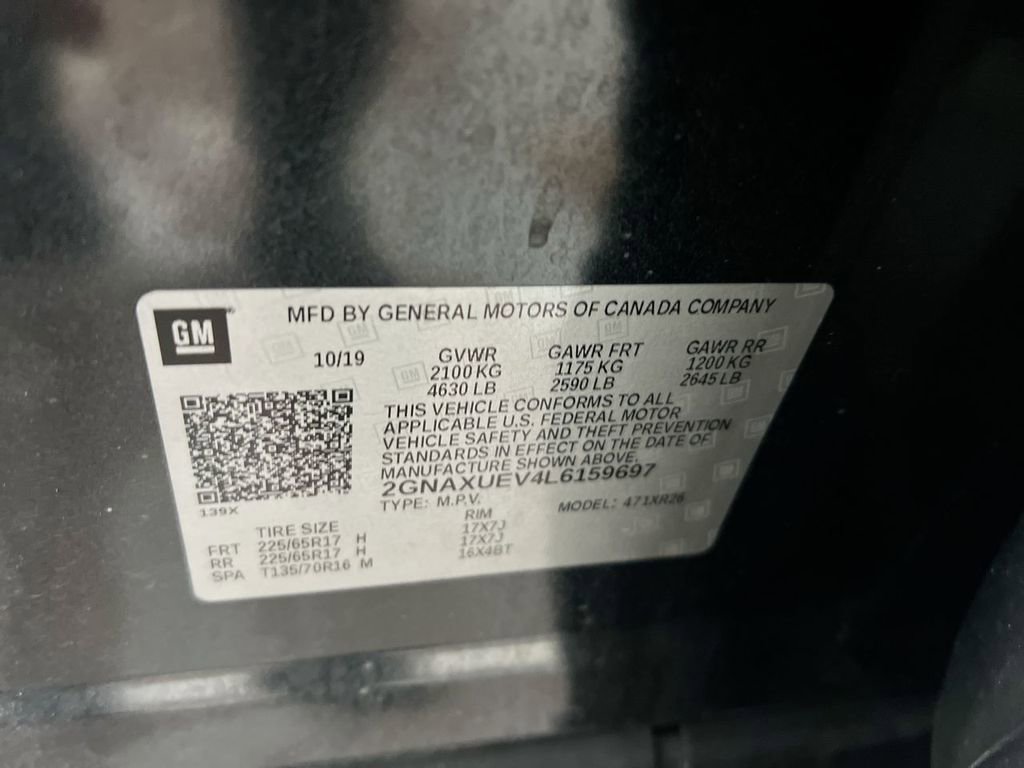 GM
MFD BY GENERAL MOTORS OF CANADA COMPANY
10/19 GVWR GAWR FRT GAWR RR
2100 KG 1175 KG 1200 KG
4630 LB 2590 LB 2645 LB
THIS VEHICLE CONFORMS TO ALL
APPLICABLE U.S. FEDERAL MOTOR
VEHICLE SAFETY AND THEFT PREVENTION
STANDARDS IN EFFECT ON THE DATE OF
MANUFACTURE SHOWN ABOVE.
2GNAXUEV4L6159697
TYPE: M.P.V. MODEL: 471XR26
139X
TIRE SIZE RIM
FRT 225/65R17 H 17X7J
RR 225/65R17 H 17X7J
SPA T135/70R16 M 16X4BT